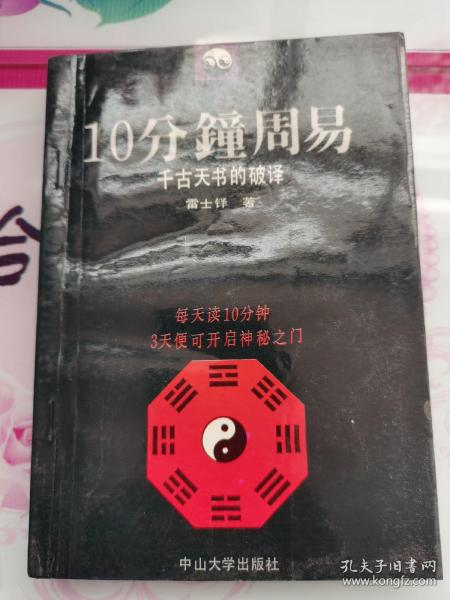 10分鐘周易
千古天书的破译
雷士铎 著
每天读10分钟
3天便可开启神秘之门
中山大学出版社
孔夫子旧书网
www.kongfz.com